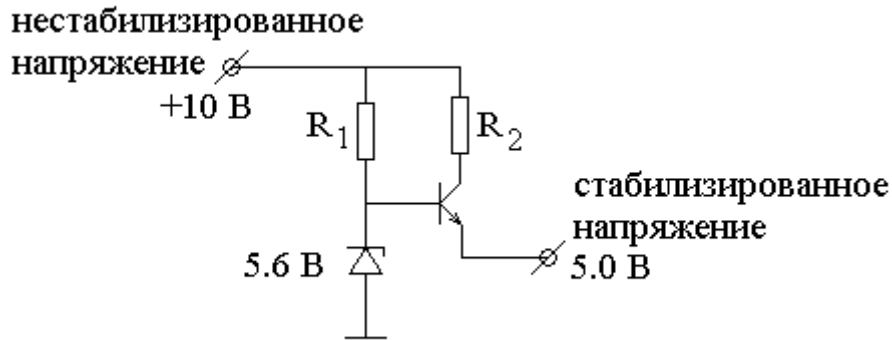 нестабилизированное
напряжение
+10 В
R1
R2
стабилизированное
напряжение
5.6 В
5.0 В